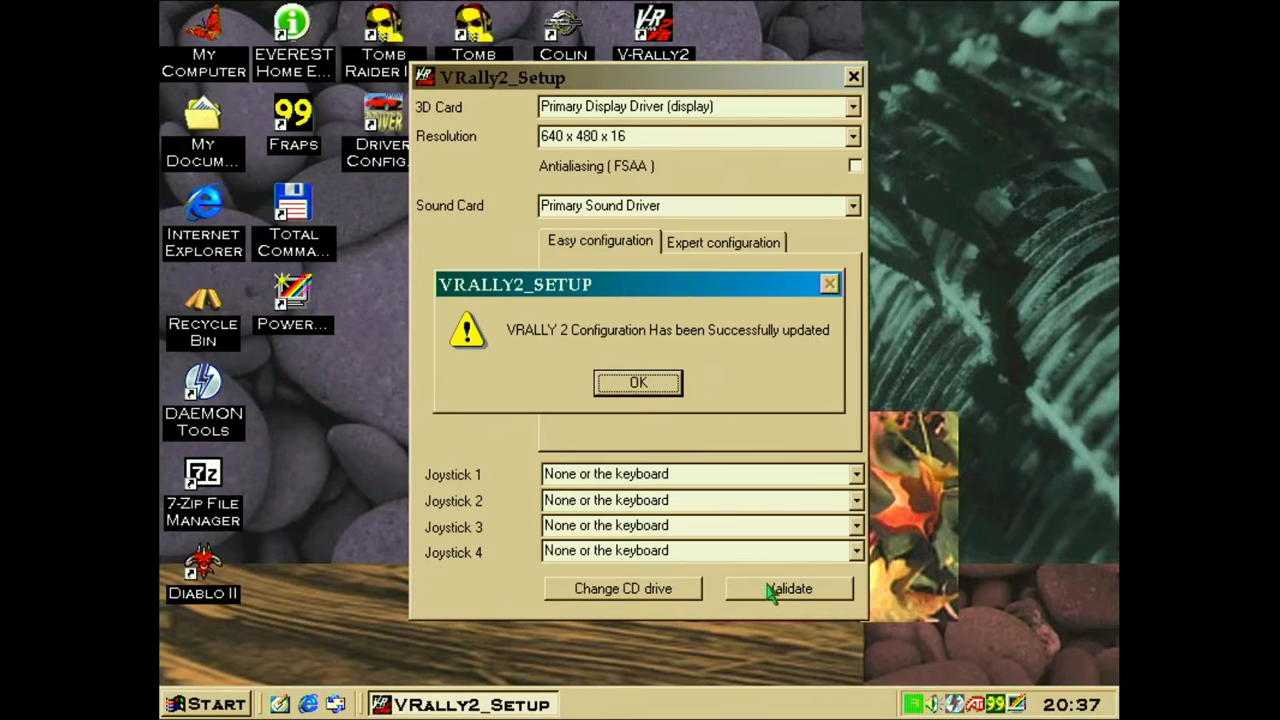 MY
COMPUTER
EVEREST
HOME E...
TOMB
RAIDER I
TOMB
COLIN
V-RALLY2
VRally2_Setup
3D Card
Primary Display Driver (display)
Resolution
640 x 480 x 16
Antialiasing ( FSAA )
Sound Card
Primary Sound Driver
Easy configuration
Expert configuration
VRALLY2_SETUP
VRALLY 2 Configuration Has been Successfully updated
OK
Joystick 1
None or the keyboard
Joystick 2
None or the keyboard
Joystick 3
None or the keyboard
Joystick 4
None or the keyboard
Change CD drive
Validate
MY
DOCUM...
99
FRAPS
DRIVER
CONFIG.
INTERNET
EXPLORER
TOTAL
COMMA...
RECYCLE
BIN
POWER...
DAEMON
TOOLS
7z
7-ZIP FILE
MANAGER
DIABLO II
START
VRALLY2_SETUP
99
20:37